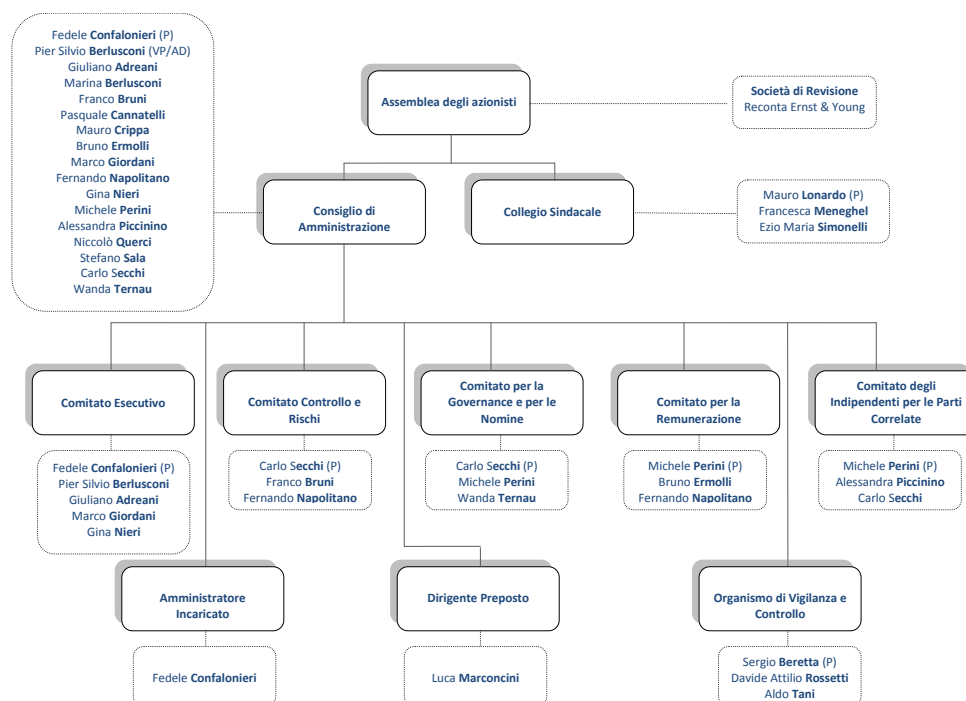 Fedele Confalonieri (P)
Pier Silvio Berlusconi (VP/AD)
Giuliano Adreani
Marina Berlusconi
Franco Bruni
Pasquale Cannatelli
Mauro Crippa
Bruno Ermolli
Marco Giordani
Fernando Napolitano
Gina Nieri
Michele Perini
Alessandra Piccinino
Niccolò Querci
Stefano Sala
Carlo Secchi
Wanda Ternau
Assemblea degli azionisti
Società di Revisione
Reconta Ernst & Young
Consiglio di
Amministrazione
Collegio Sindacale
Mauro Lonardo (P)
Francesca Meneghel
Ezio Maria Simonelli
Comitato Esecutivo
Comitato Controllo e
Rischi
Comitato per la
Governance e per le
Nomine
Comitato per la
Remunerazione
Comitato degli
Indipendenti per le Parti
Correlate
Fedele Confalonieri (P)
Pier Silvio Berlusconi
Giuliano Adreani
Marco Giordani
Gina Nieri
Carlo Secchi (P)
Franco Bruni
Fernando Napolitano
Carlo Secchi (P)
Michele Perini
Wanda Ternau
Michele Perini (P)
Bruno Ermolli
Fernando Napolitano
Michele Perini (P)
Alessandra Piccinino
Carlo Secchi
Amministratore
Incaricato
Dirigente Preposto
Organismo di Vigilanza e
Controllo
Fedele Confalonieri
Luca Marconcini
Sergio Beretta (P)
Davide Attilio Rossetti
Aldo Tani